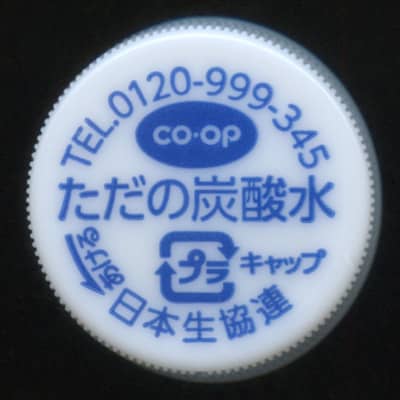 TEL.0120-999-345
CO·OP
ただの炭酸水
あける
プラ
キャップ
日本生協連